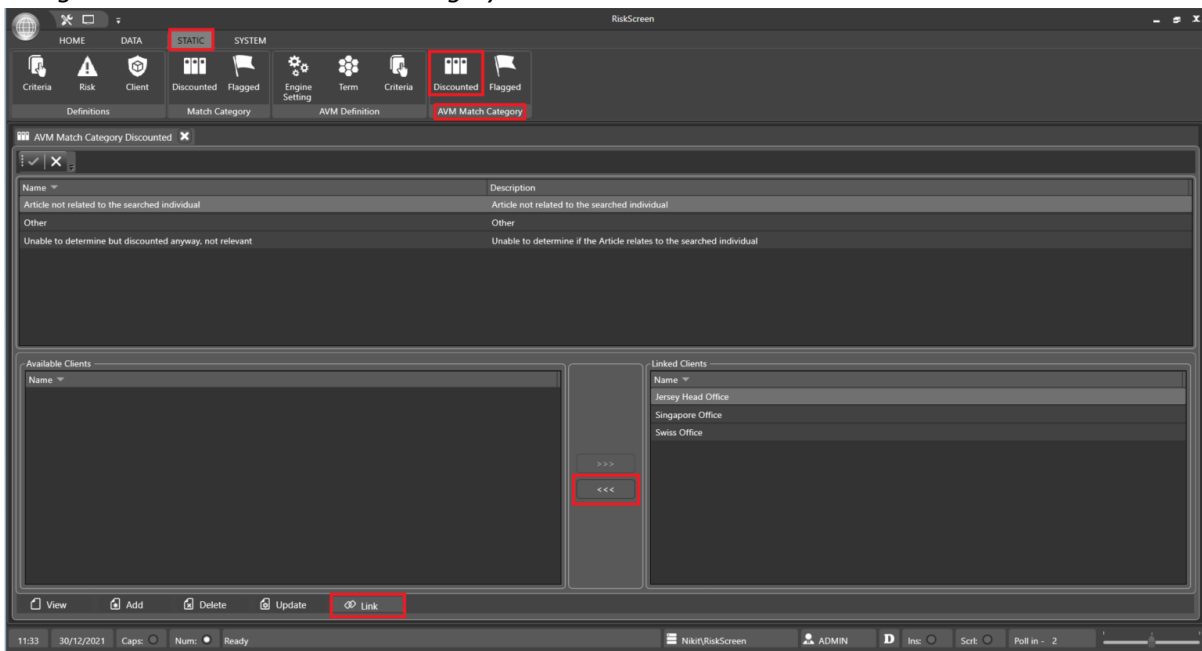 RiskScreen
HOME DATA STATIC SYSTEM
Criteria Risk Client Discounted Flagged Engine Setting Term Criteria Discounted Flagged
Definitions Match Category AVM Definition AVM Match Category
AVM Match Category Discounted
Name Description
Article not related to the searched individual Article not related to the searched individual
Other Other
Unable to determine but discounted anyway, not relevant Unable to determine if the Article relates to the searched individual
Available Clients Linked Clients
Name Name
Jersey Head Office
Singapore Office
Swiss Office
>>>
<<<
View Add Delete Update Link
11:33 30/12/2021 Caps: Num: Ready Nikit\RiskScreen ADMIN D Ins: Scrl: Poll in - 2